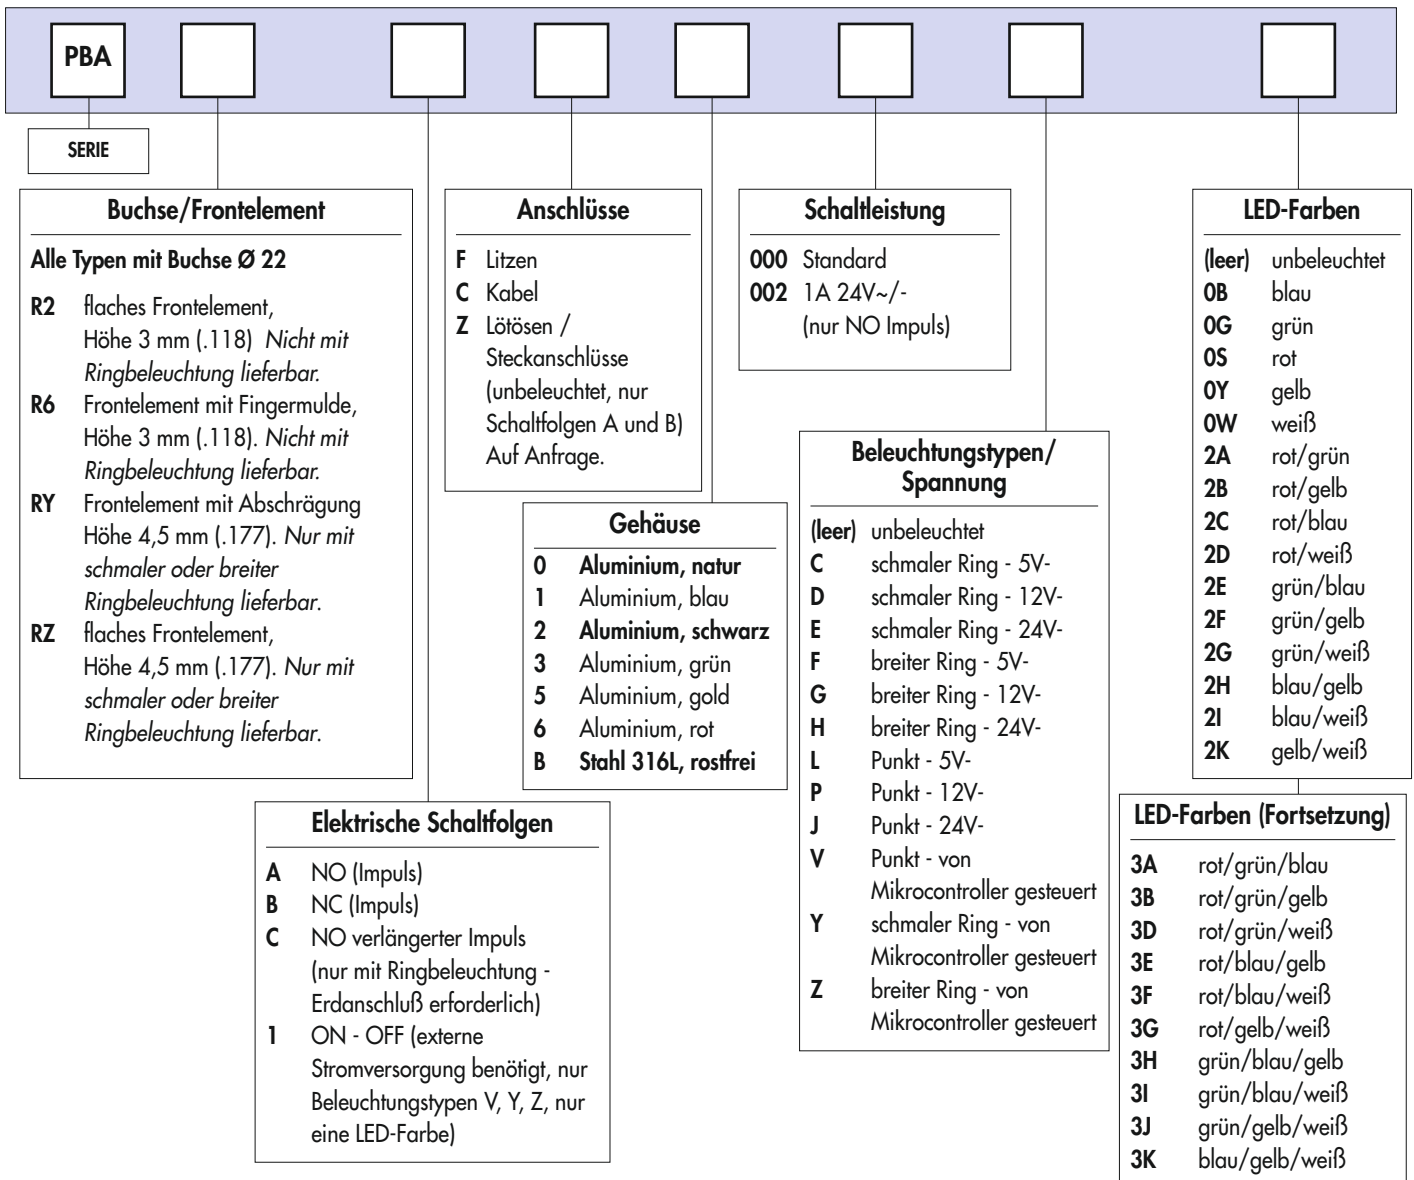 PBA
SERIE
Buchse/Frontelement
Alle Typen mit Buchse Ø 22
R2 flaches Frontelement,
Höhe 3 mm (.118) Nicht mit
Ringbeleuchtung lieferbar.
R6 Frontelement mit Fingermulde,
Höhe 3 mm (.118). Nicht mit
Ringbeleuchtung lieferbar.
RY Frontelement mit Abschrägung
Höhe 4,5 mm (.177). Nur mit
schmaler oder breiter
Ringbeleuchtung lieferbar.
RZ flaches Frontelement,
Höhe 4,5 mm (.177). Nur mit
schmaler oder breiter
Ringbeleuchtung lieferbar.
Elektrische Schaltfolgen
A NO (Impuls)
B NC (Impuls)
C NO verlängerter Impuls
(nur mit Ringbeleuchtung -
Erdanschluß erforderlich)
1 ON - OFF (externe
Stromversorgung benötigt, nur
Beleuchtungstypen V, Y, Z, nur
eine LED-Farbe)
Anschlüsse
F Litzen
C Kabel
Z Lötösen /
Steckanschlüsse
(unbeleuchtet, nur
Schaltfolgen A und B)
Auf Anfrage.
Gehäuse
0 Aluminium, natur
1 Aluminium, blau
2 Aluminium, schwarz
3 Aluminium, grün
5 Aluminium, gold
6 Aluminium, rot
B Stahl 316L, rostfrei
Schaltleistung
000 Standard
002 1A 24V~/-
(nur NO Impuls)
Beleuchtungstypen/
Spannung
(leer) unbeleuchtet
C schmaler Ring - 5V-
D schmaler Ring - 12V-
E schmaler Ring - 24V-
F breiter Ring - 5V-
G breiter Ring - 12V-
H breiter Ring - 24V-
L Punkt - 5V-
P Punkt - 12V-
J Punkt - 24V-
V Punkt - von
Mikrocontroller gesteuert
Y schmaler Ring - von
Mikrocontroller gesteuert
Z breiter Ring - von
Mikrocontroller gesteuert
LED-Farben
(leer) unbeleuchtet
0B blau
0G grün
0S rot
0Y gelb
0W weiß
2A rot/grün
2B rot/gelb
2C rot/blau
2D rot/weiß
2E grün/blau
2F grün/gelb
2G grün/weiß
2H blau/gelb
2I blau/weiß
2K gelb/weiß
LED-Farben (Fortsetzung)
3A rot/grün/blau
3B rot/grün/gelb
3D rot/grün/weiß
3E rot/blau/gelb
3F rot/blau/weiß
3G rot/gelb/weiß
3H grün/blau/gelb
3I grün/blau/weiß
3J grün/gelb/weiß
3K blau/gelb/weiß